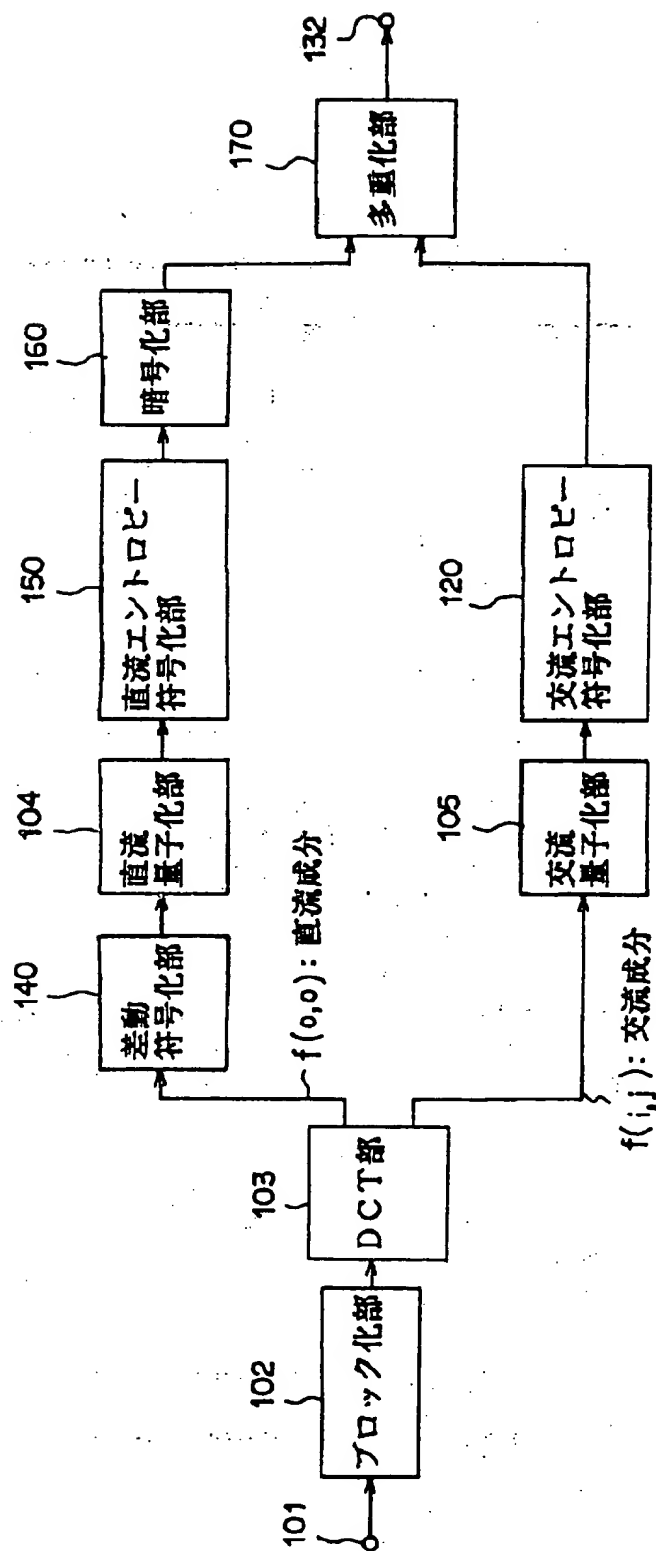 101
102
ブロック化部
103
DCT部
f(0,0): 直流成分
140
差動
符号化部
104
直流
量子化部
150
直流エントロピー
符号化部
160
暗号化部
f(i,j): 交流成分
105
交流
量子化部
120
交流エントロピー
符号化部
170
多重化部
132